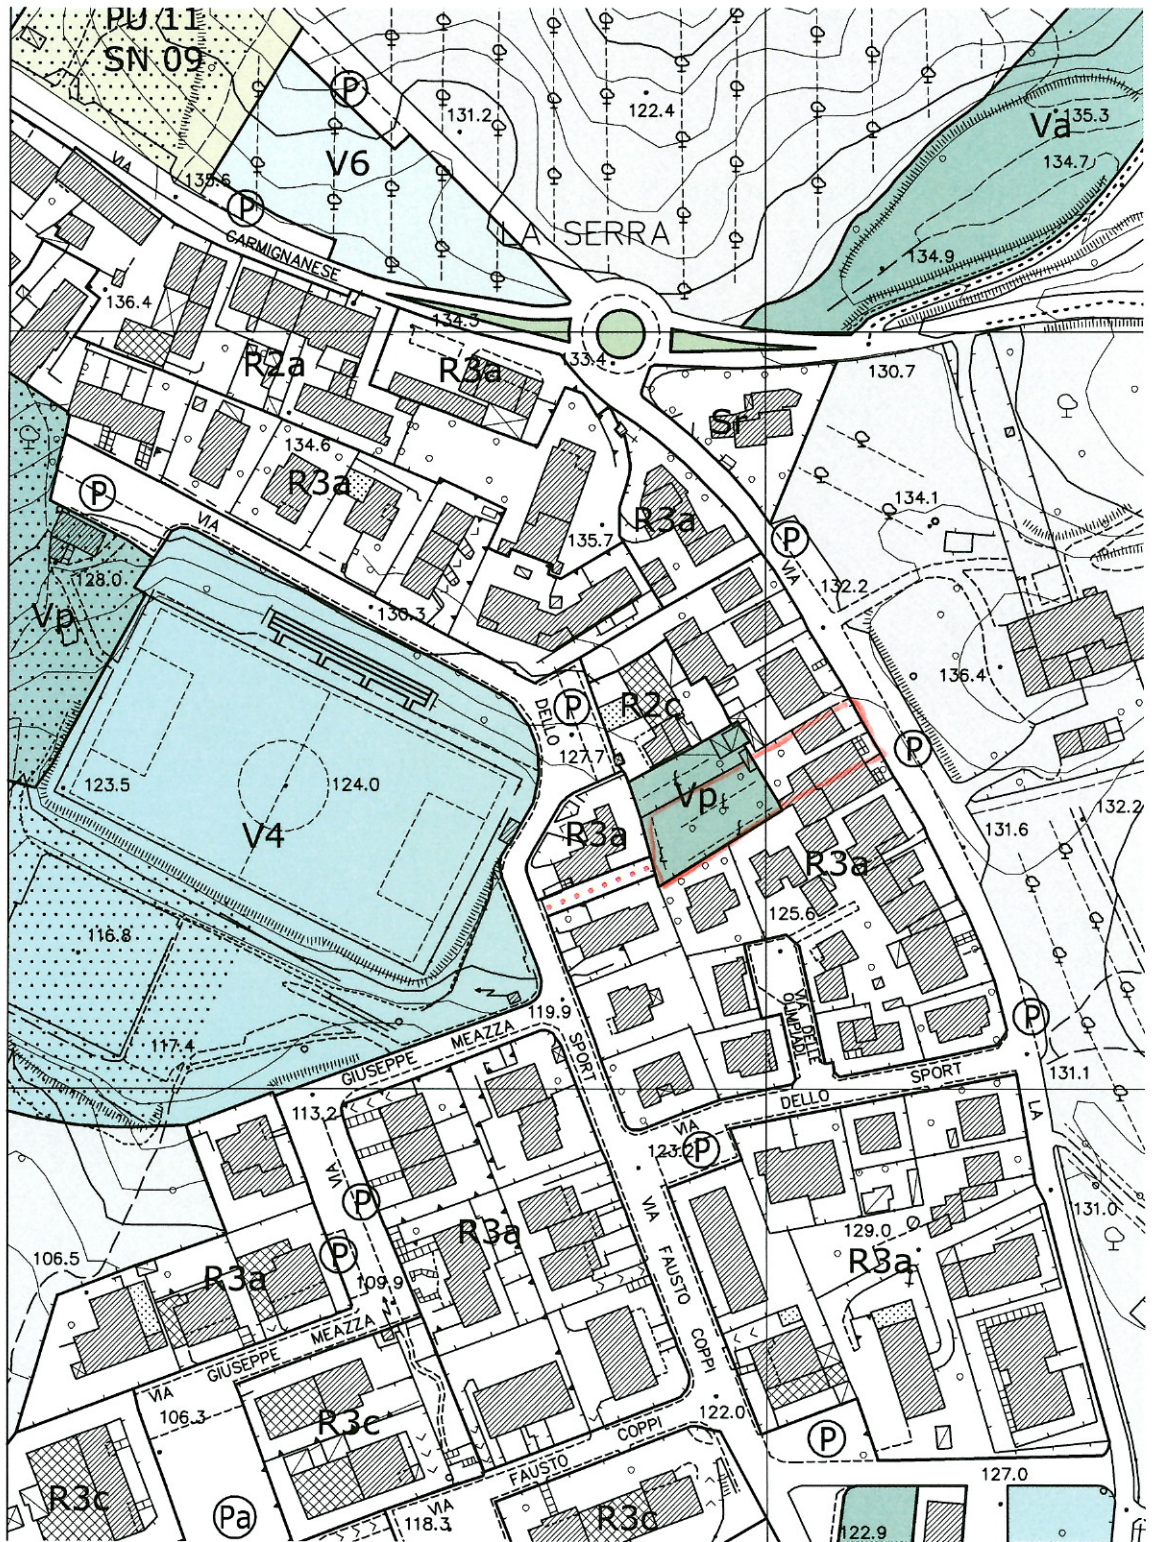 PU 11
SN 09
P
131.2
122.4
Va
135.3
134.7
V6
VIA
135.6
P
CARMIGNANESE
LA SERRA
134.9
136.4
134.3
133.4
130.7
R2a
R3a
Sr
134.6
R3a
134.1
P
VIA
R3a
135.7
P
VIA
128.0
132.2
Vp
130.3
136.4
R2c
P
DELLO
127.7
P
123.5
124.0
Vp
132.2
V4
R3a
131.6
R3a
125.6
116.8
VIA DELLE
OLIMPIADI
119.9
P
117.4
GIUSEPPE MEAZZA
SPORT
SPORT
131.1
DELLO
LA
113.2
VIA
123.2
P
VIA
P
VIA
131.0
R3a
129.0
106.5
P
R3a
R3a
109.9
FAUSTO
COPPI
GIUSEPPE MEAZZA
VIA
106.3
R3c
122.0
P
FAUSTO COPPI
127.0
R3c
VIA
Pa
118.3
R3c
122.9